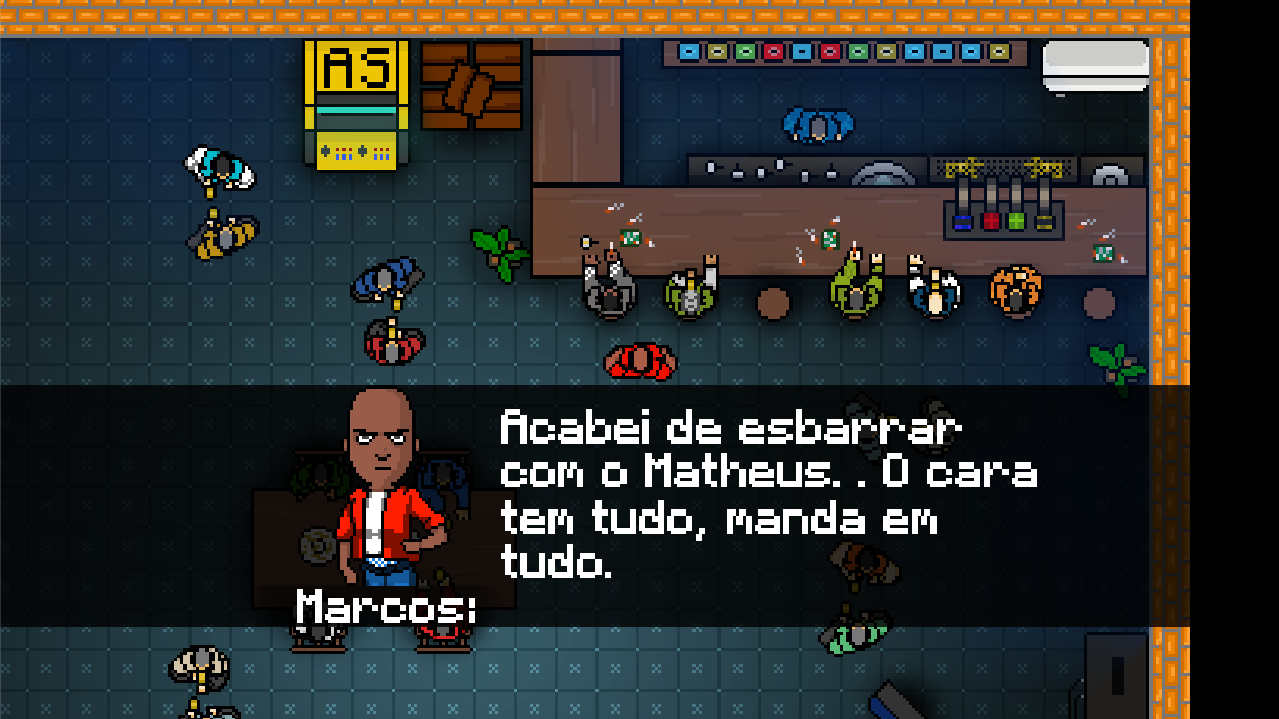 AS
Acabei de esbarrar
com o Matheus. . O cara
tem tudo, manda em
tudo.
Marcos: